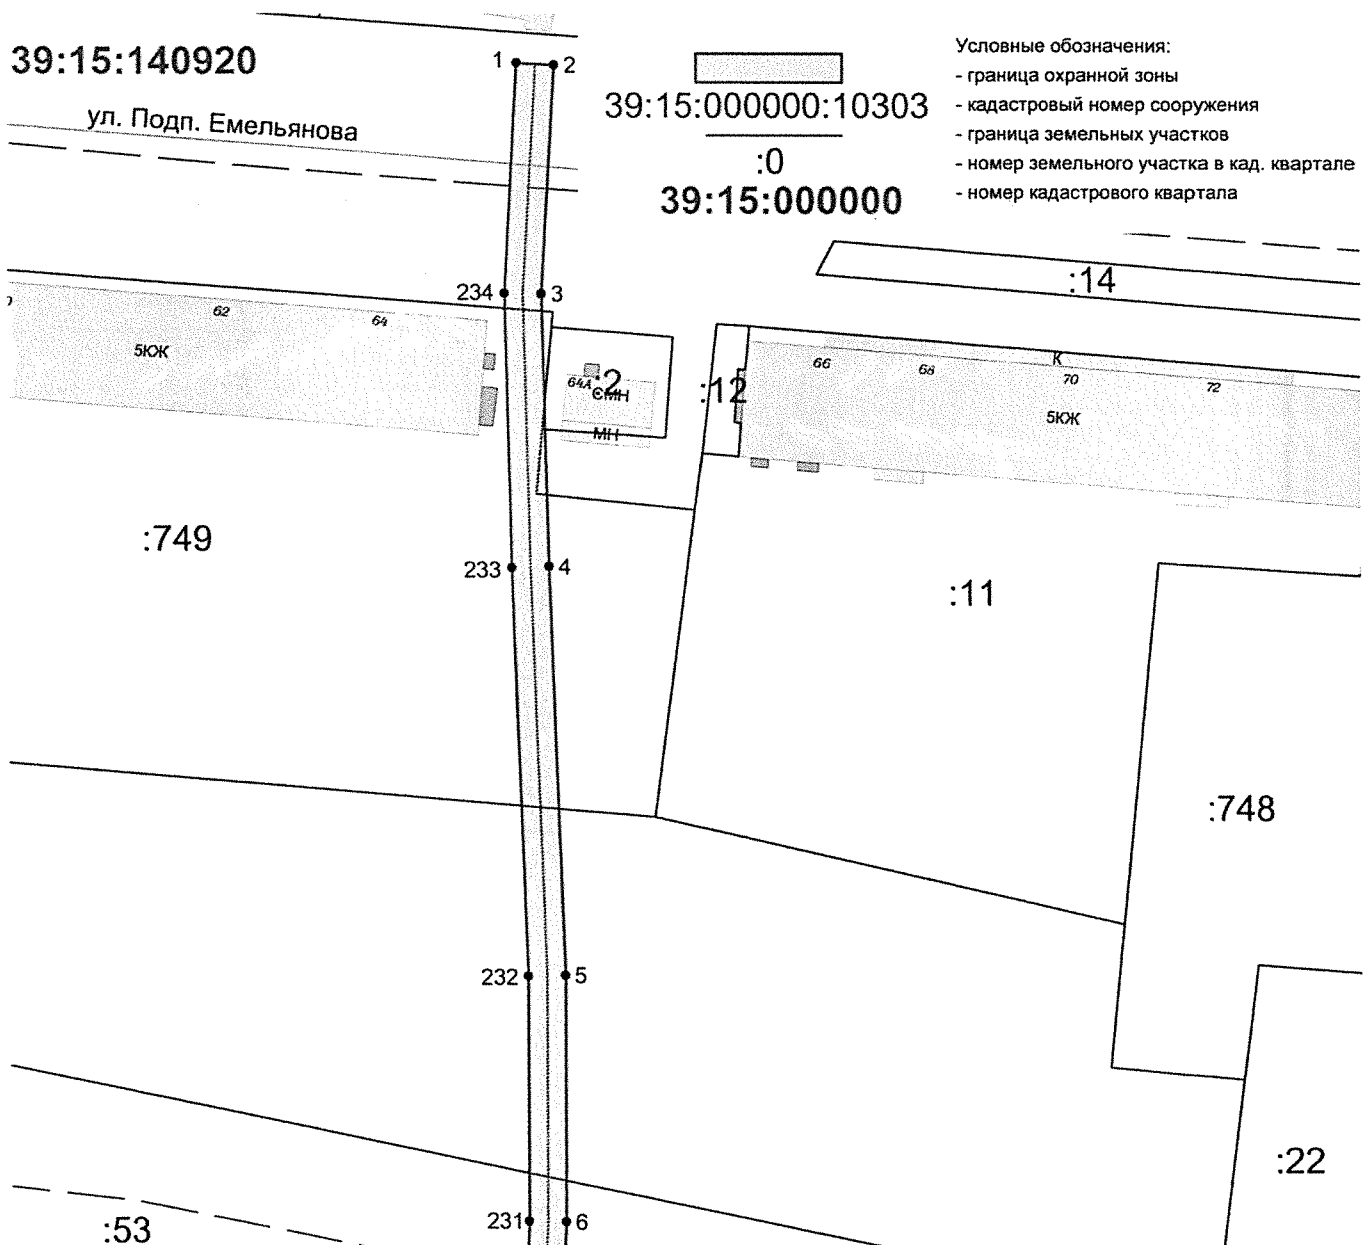 39:15:140920
ул. Подп. Емельянова
1
2
39:15:000000:10303
:0
39:15:000000
Условные обозначения:
- граница охранной зоны
- кадастровый номер сооружения
- граница земельных участков
- номер земельного участка в кад. квартале
- номер кадастрового квартала
:14
234
3
62
64
5КЖ
64А
:2
СМН
МН
:12
66
68
К
70
72
5КЖ
:749
233
4
:11
:748
232
5
:22
:53
231
6